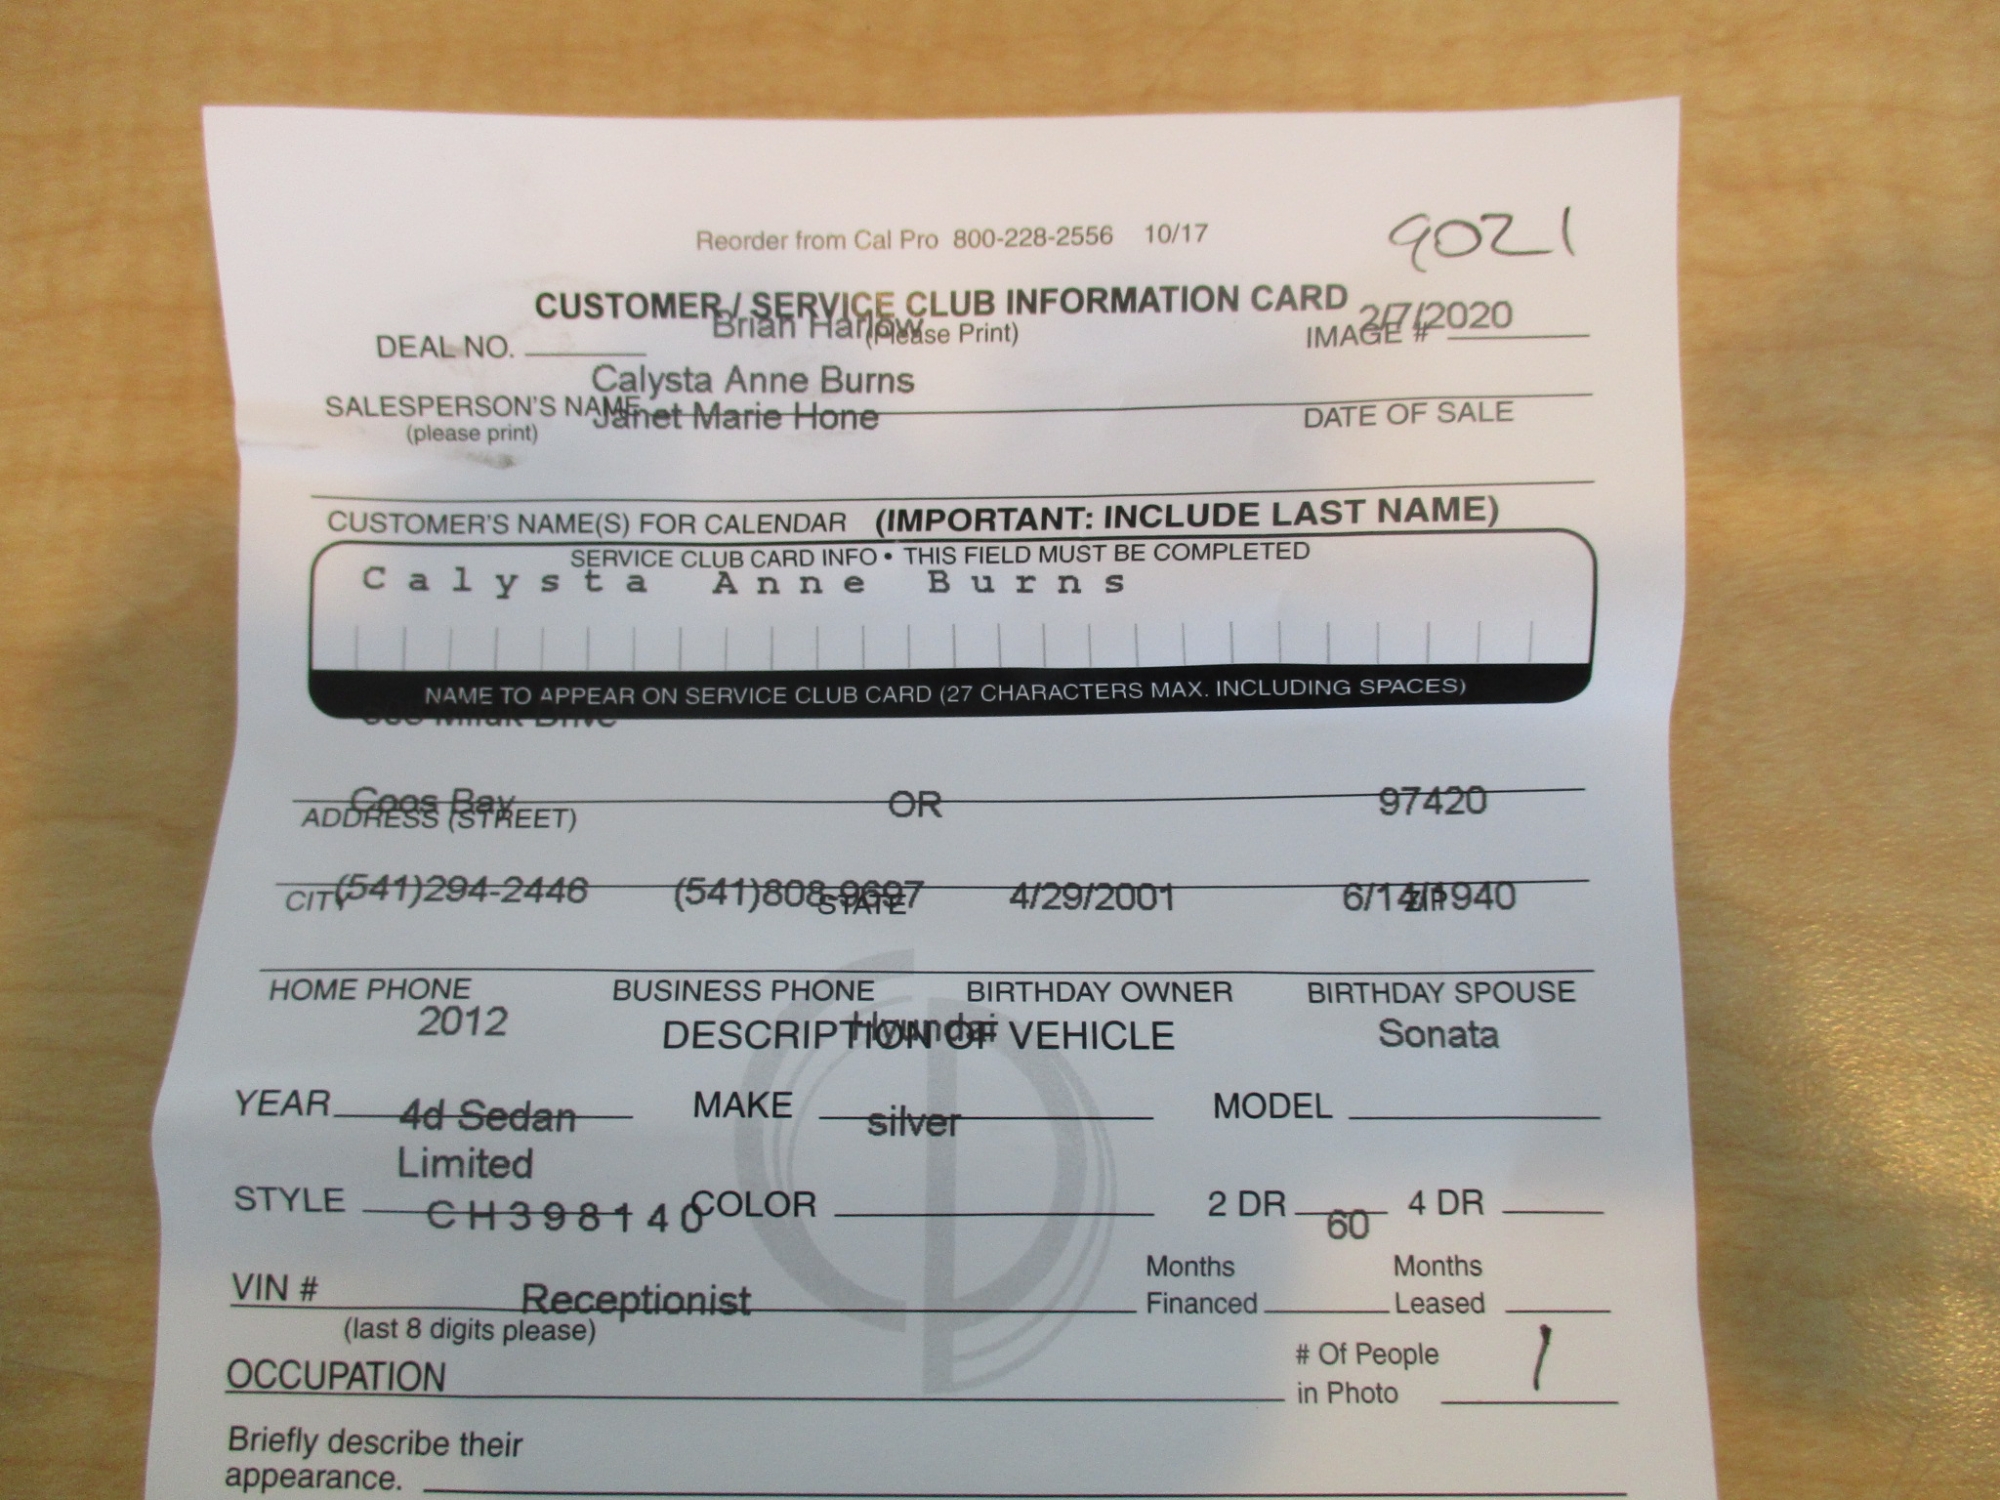 Reorder from Cal Pro 800-228-2556 10/17
9021
CUSTOMER / SERVICE CLUB INFORMATION CARD
2/7/2020
Brian Harlow
(Please Print)
IMAGE #
DEAL NO.
Calysta Anne Burns
SALESPERSON'S NAME
Janet Marie Hone
DATE OF SALE
(please print)
CUSTOMER'S NAME(S) FOR CALENDAR (IMPORTANT: INCLUDE LAST NAME)
SERVICE CLUB CARD INFO • THIS FIELD MUST BE COMPLETED
Calysta Anne Burns
NAME TO APPEAR ON SERVICE CLUB CARD (27 CHARACTERS MAX. INCLUDING SPACES)
Drive
Coos Bay OR 97420
ADDRESS (STREET)
(541)294-2446 (541)808-9697 4/29/2001 6/14/1940
CITY STATE ZIP
HOME PHONE BUSINESS PHONE BIRTHDAY OWNER BIRTHDAY SPOUSE
2012 Hyundai Sonata
DESCRIPTION OF VEHICLE
YEAR MAKE MODEL
4d Sedan silver
Limited
STYLE COLOR 2 DR 4 DR
CH398140 60
VIN # Months Financed Months Leased
Receptionist
(last 8 digits please)
OCCUPATION # Of People in Photo 1
Briefly describe their
appearance.